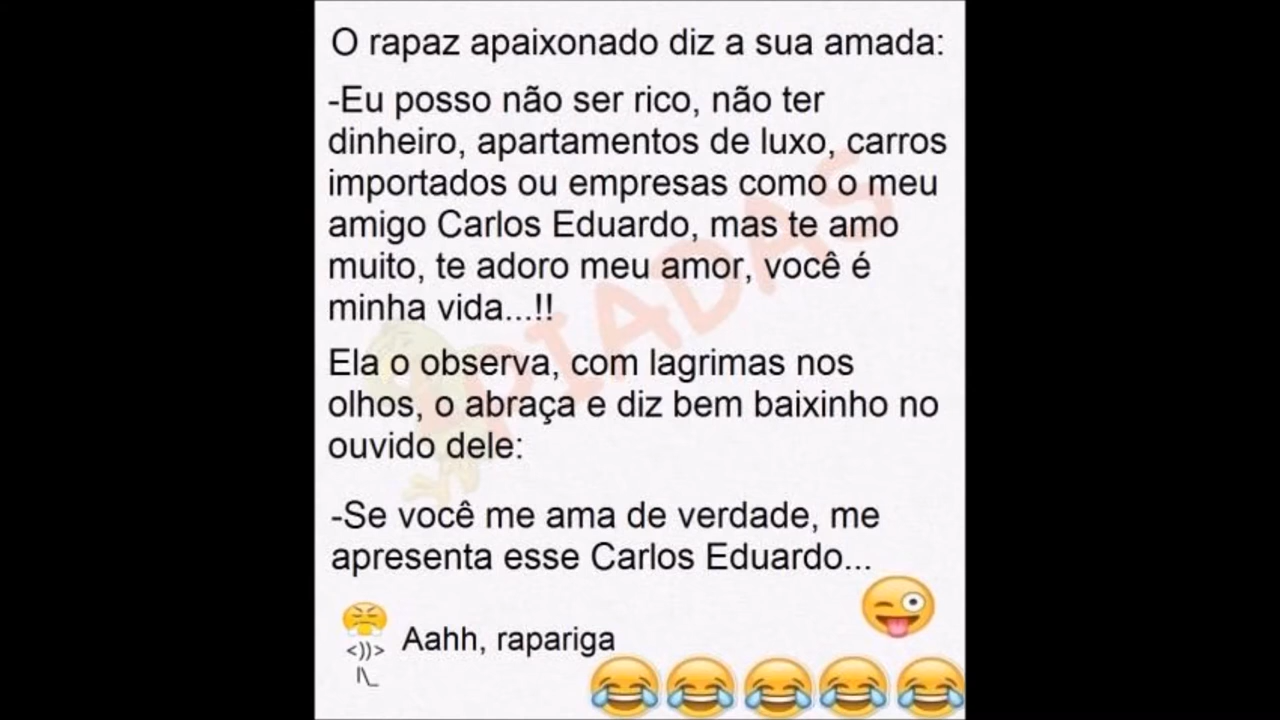 O rapaz apaixonado diz a sua amada:
-Eu posso não ser rico, não ter
dinheiro, apartamentos de luxo, carros
importados ou empresas como o meu
amigo Carlos Eduardo, mas te amo
muito, te adoro meu amor, você é
minha vida...!!
Ela o observa, com lagrimas nos
olhos, o abraça e diz bem baixinho no
ouvido dele:
-Se você me ama de verdade, me
apresenta esse Carlos Eduardo...
<))>
Aahh, rapariga
|\_
PIADAS